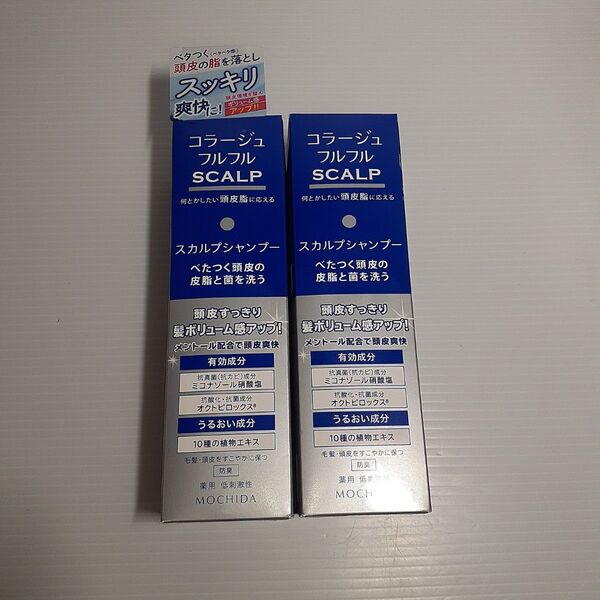 ベタつく(ベタベタ感)
頭皮の脂を落とし
スッキリ
爽快に!
ボリューム感
アップ!!
コラージュ
フルフル
SCALP
何とかしたい頭皮脂に応える
スカルプシャンプー
べたつく頭皮の
皮脂と菌を洗う
頭皮すっきり
髪ボリューム感アップ!
メントール配合で頭皮爽快
有効成分
抗真菌(抗カビ)成分
ミコナゾール硝酸塩
抗酸化・抗菌成分
オクトピロックス®
うるおい成分
10種の植物エキス
毛髪・頭皮をすこやかに保つ
防臭
薬用 低刺激性
MOCHIDA
コラージュ
フルフル
SCALP
何とかしたい頭皮脂に応える
スカルプシャンプー
べたつく頭皮の
皮脂と菌を洗う
頭皮すっきり
髪ボリューム感アップ!
メントール配合で頭皮爽快
有効成分
抗真菌(抗カビ)成分
ミコナゾール硝酸塩
抗酸化・抗菌成分
オクトピロックス®
うるおい成分
10種の植物エキス
毛髪・頭皮をすこやかに保つ
防臭
薬用 低刺激性
MOCHIDA